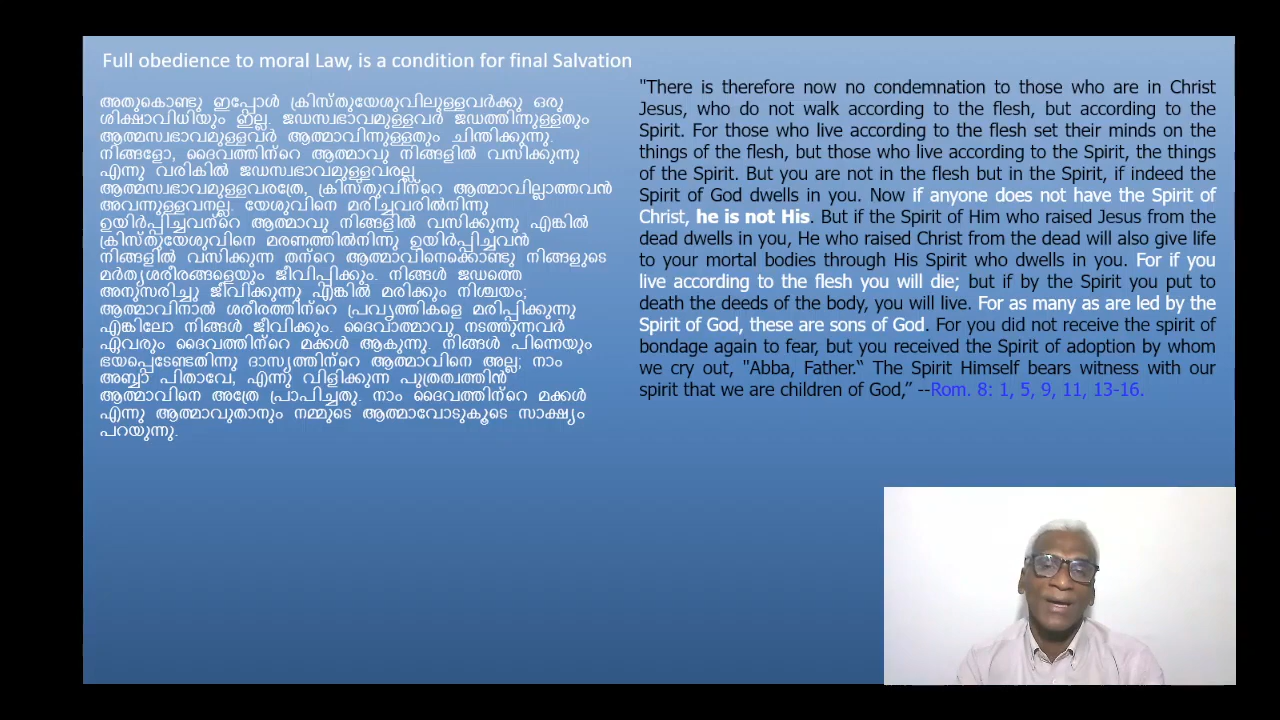 Full obedience to moral Law, is a condition for final Salvation
അതുകൊണ്ടു ഇപ്പോൾ ക്രിസ്തുയേശുവിലുള്ളവർക്കു ഒരു
ശിക്ഷാവിധിയും ഇല്ല. ജഡസ്വഭാവമുള്ളവർ ജഡത്തിന്നുള്ളതും
ആത്മസ്വഭാവമുള്ളവർ ആത്മാവിന്നുള്ളതും ചിന്തിക്കുന്നു.
നിങ്ങളോ, ദൈവത്തിന്റെ ആത്മാവു നിങ്ങളിൽ വസിക്കുന്നു
എന്നു വരികിൽ ജഡസ്വഭാവമുള്ളവരല്ല
ആത്മസ്വഭാവമുള്ളവരത്രേ, ക്രിസ്തുവിന്റെ ആത്മാവില്ലാത്തവൻ
അവന്നുള്ളവനല്ല. യേശുവിനെ മരിച്ചവരിൽനിന്നു
ഉയിർപ്പിച്ചവന്റെ ആത്മാവു നിങ്ങളിൽ വസിക്കുന്നു എങ്കിൽ
ക്രിസ്തുയേശുവിനെ മരണത്തിൽനിന്നു ഉയിർപ്പിച്ചവൻ
നിങ്ങളിൽ വസിക്കുന്ന തന്റെ ആത്മാവിനെക്കൊണ്ടു നിങ്ങളുടെ
മർത്യശരീരങ്ങളെയും ജീവിപ്പിക്കും. നിങ്ങൾ ജഡത്തെ
അനുസരിച്ചു ജീവിക്കുന്നു എങ്കിൽ മരിക്കും നിശ്ചയം;
ആത്മാവിനാൽ ശരീരത്തിന്റെ പ്രവൃത്തികളെ മരിപ്പിക്കുന്നു
എങ്കിലോ നിങ്ങൾ ജീവിക്കും. ദൈവാത്മാവു നടത്തുന്നവർ
ഏവരും ദൈവത്തിന്റെ മക്കൾ ആകുന്നു. നിങ്ങൾ പിന്നെയും
ഭയപ്പെടേണ്ടതിന്നു ദാസ്യത്തിന്റെ ആത്മാവിനെ അല്ല; നാം
അബ്ബാ പിതാവേ, എന്നു വിളിക്കുന്ന പുത്രത്വത്തിൻ
ആത്മാവിനെ അത്രേ പ്രാപിച്ചതു. നാം ദൈവത്തിന്റെ മക്കൾ
എന്നു ആത്മാവുതാനും നമ്മുടെ ആത്മാവോടുകൂടെ സാക്ഷ്യം
പറയുന്നു.
"There is therefore now no condemnation to those who are in Christ
Jesus, who do not walk according to the flesh, but according to the
Spirit. For those who live according to the flesh set their minds on the
things of the flesh, but those who live according to the Spirit, the things
of the Spirit. But you are not in the flesh but in the Spirit, if indeed the
Spirit of God dwells in you. Now if anyone does not have the Spirit of
Christ, he is not His. But if the Spirit of Him who raised Jesus from the
dead dwells in you, He who raised Christ from the dead will also give life
to your mortal bodies through His Spirit who dwells in you. For if you
live according to the flesh you will die; but if by the Spirit you put to
death the deeds of the body, you will live. For as many as are led by the
Spirit of God, these are sons of God. For you did not receive the spirit of
bondage again to fear, but you received the Spirit of adoption by whom
we cry out, "Abba, Father.“ The Spirit Himself bears witness with our
spirit that we are children of God,” --Rom. 8: 1, 5, 9, 11, 13-16.